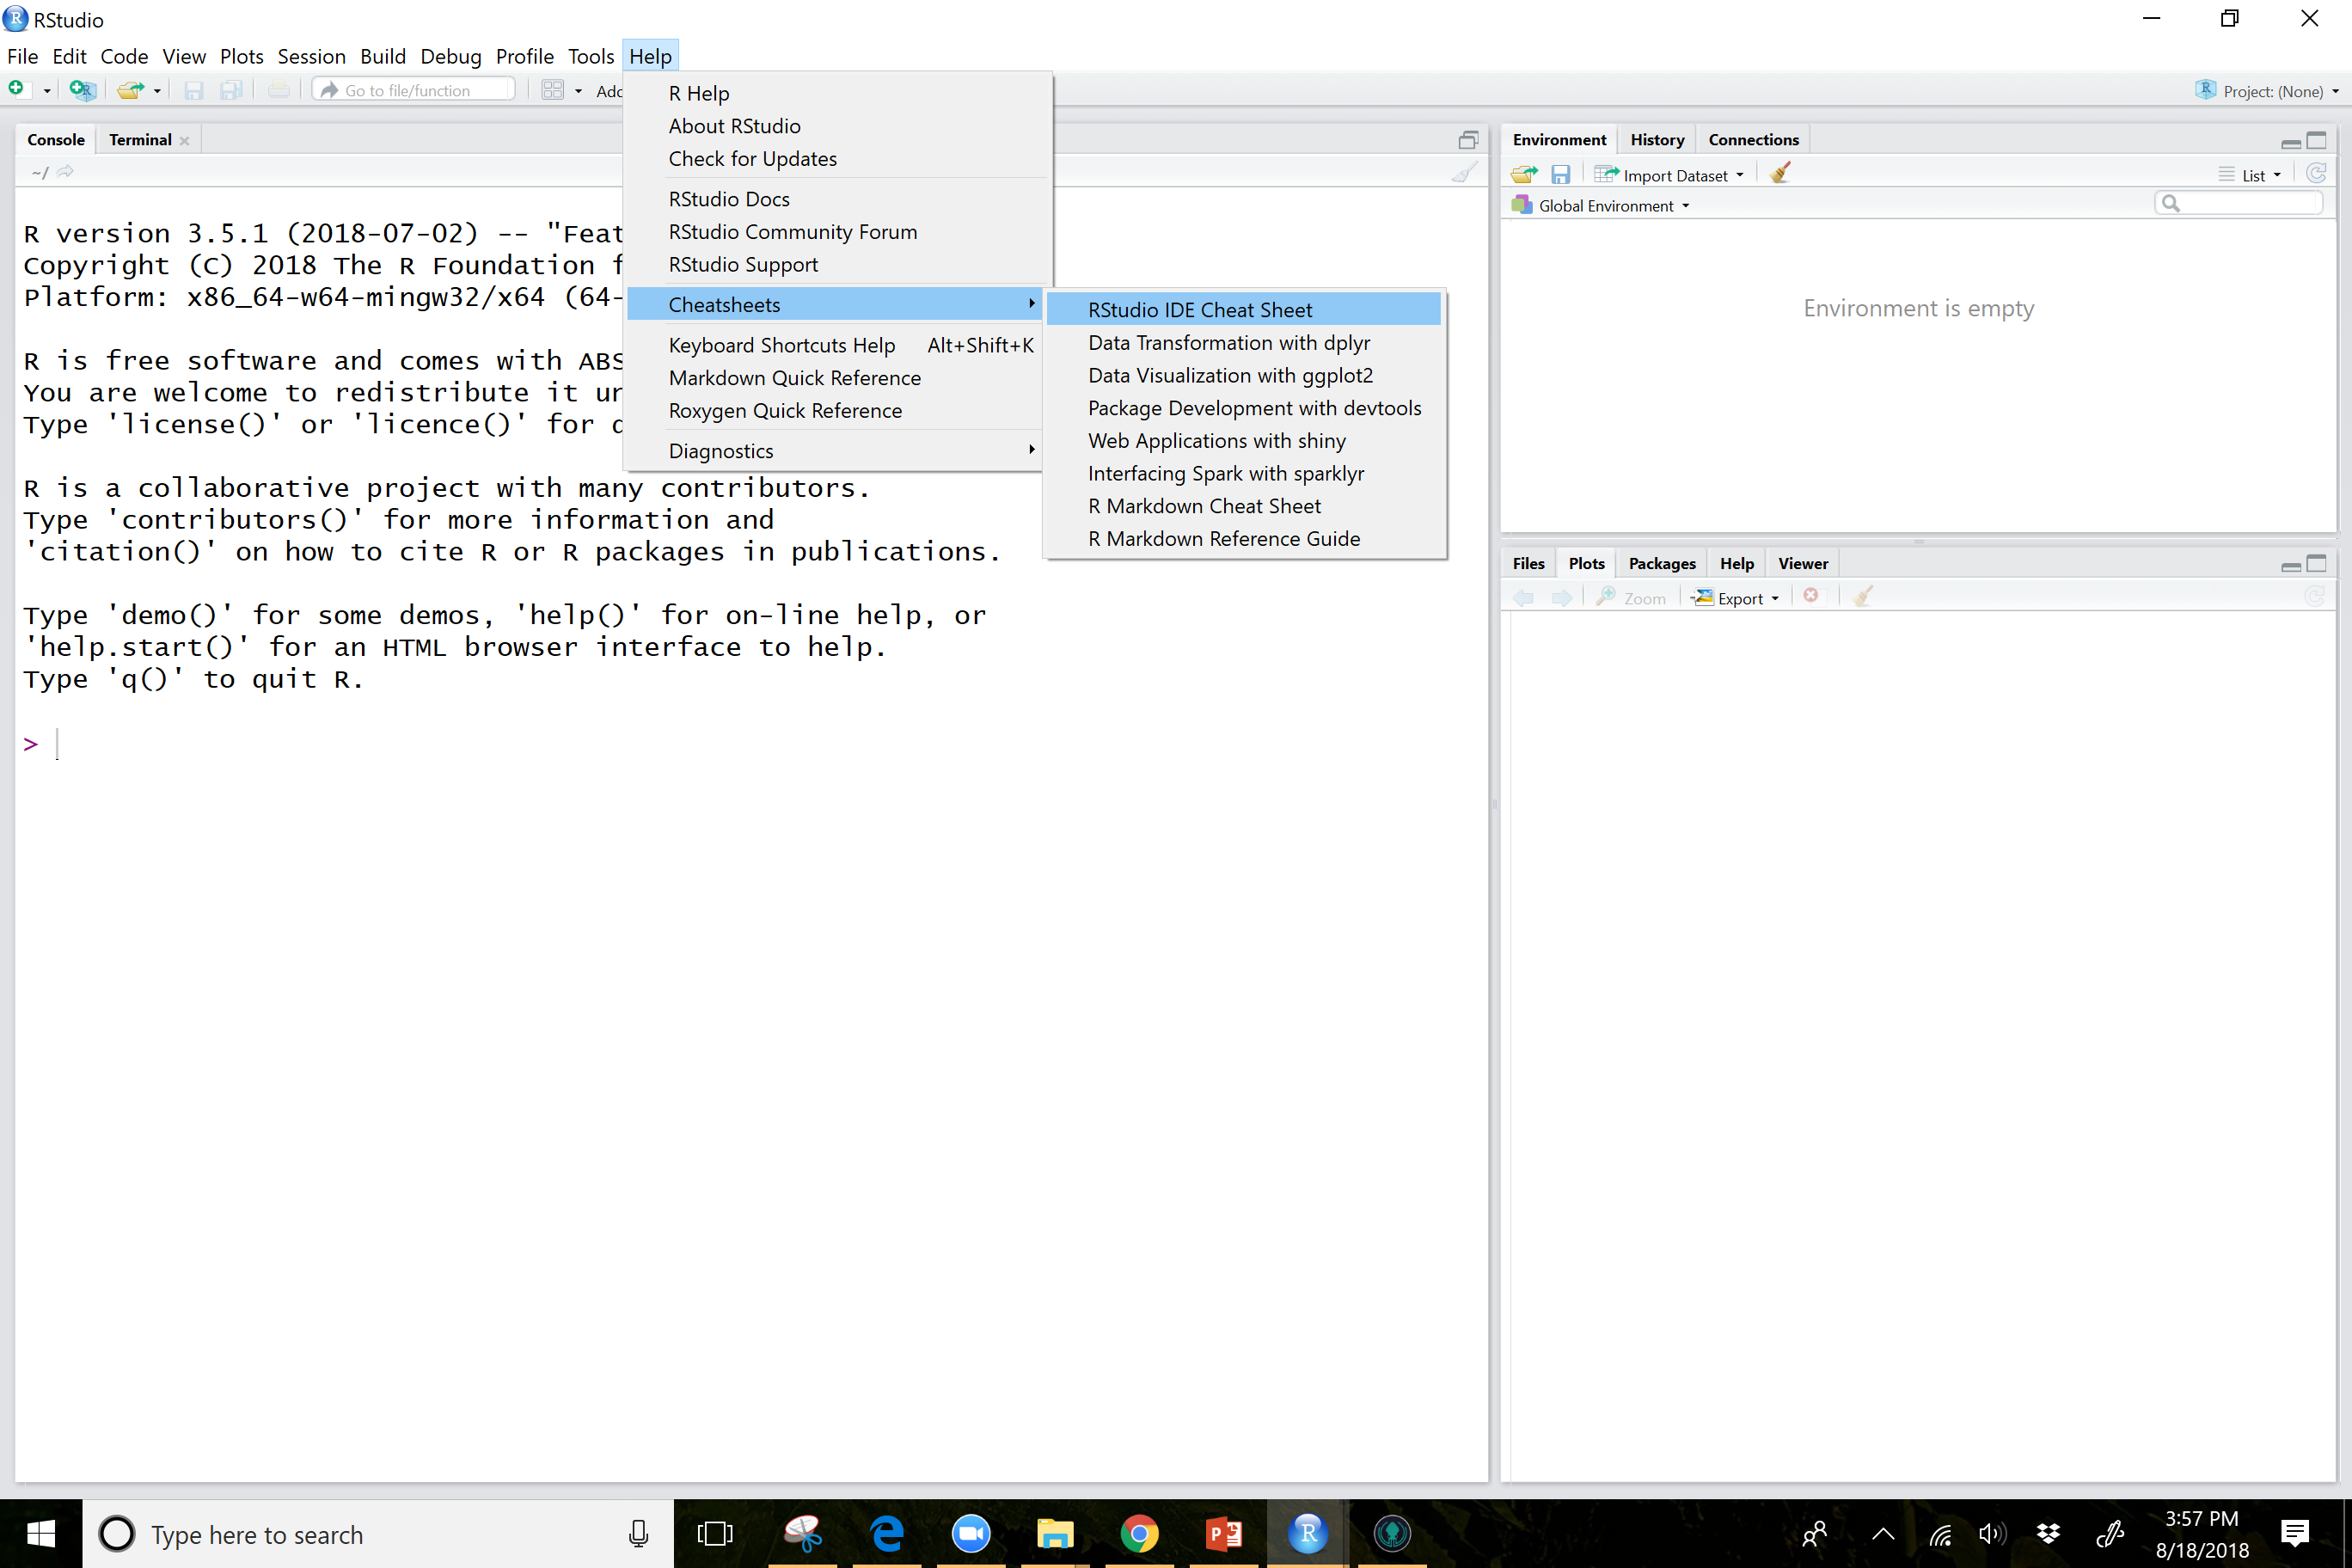 RStudio
File Edit Code View Plots Session Build Debug Profile Tools Help
Go to file/function
Project: (None)
R Help
About RStudio
Check for Updates
RStudio Docs
RStudio Community Forum
RStudio Support
Cheatsheets
Keyboard Shortcuts Help Alt+Shift+K
Markdown Quick Reference
Roxygen Quick Reference
Diagnostics
RStudio IDE Cheat Sheet
Data Transformation with dplyr
Data Visualization with ggplot2
Package Development with devtools
Web Applications with shiny
Interfacing Spark with sparklyr
R Markdown Cheat Sheet
R Markdown Reference Guide
Console Terminal
~/
R version 3.5.1 (2018-07-02) -- "Feat
Copyright (C) 2018 The R Foundation f
Platform: x86_64-w64-mingw32/x64 (64-
R is free software and comes with ABS
You are welcome to redistribute it un
Type 'license()' or 'licence()' for d
R is a collaborative project with many contributors.
Type 'contributors()' for more information and
'citation()' on how to cite R or R packages in publications.
Type 'demo()' for some demos, 'help()' for on-line help, or
'help.start()' for an HTML browser interface to help.
Type 'q()' to quit R.
>
Environment History Connections
Import Dataset List
Global Environment
Environment is empty
Files Plots Packages Help Viewer
Zoom Export
Type here to search
3:57 PM
8/18/2018